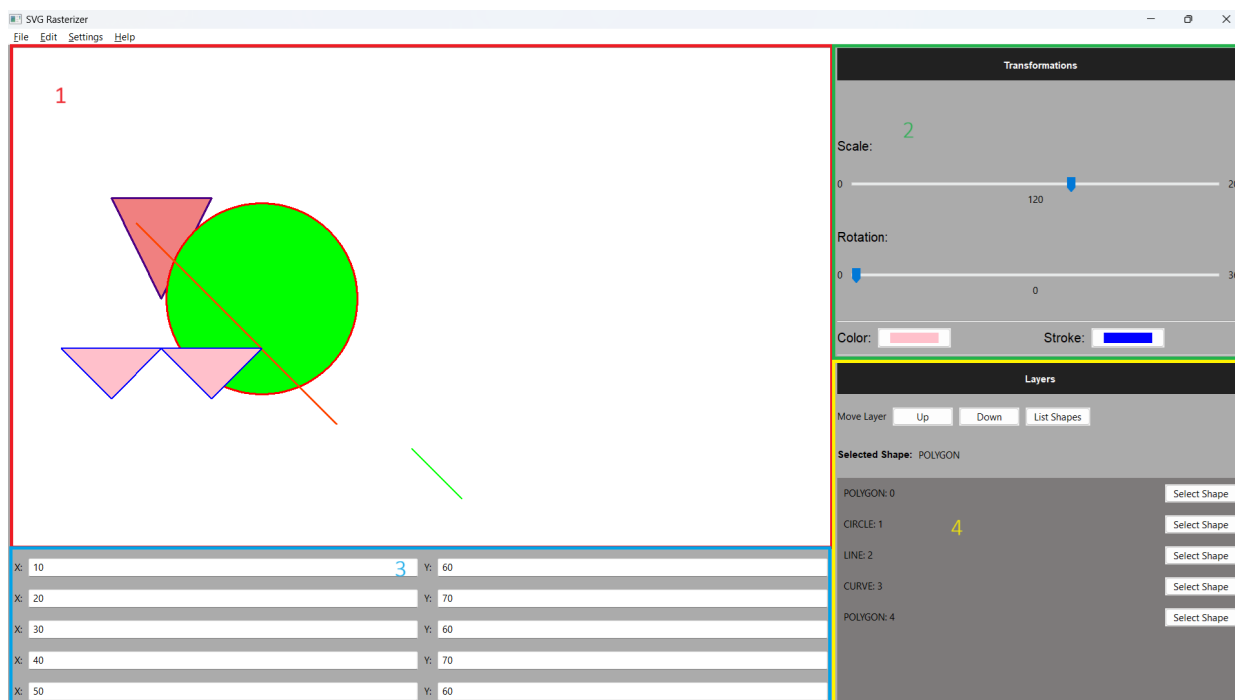 SVG Rasterizer
File Edit Settings Help
1
Transformations
2
Scale:
0
120
Rotation:
0
0
Color: Stroke:
Layers
Move Layer Up Down List Shapes
Selected Shape: POLYGON
POLYGON: 0 Select Shape
CIRCLE: 1 Select Shape
4
LINE: 2 Select Shape
CURVE: 3 Select Shape
POLYGON: 4 Select Shape
3
X: 10 Y: 60
X: 20 Y: 70
X: 30 Y: 60
X: 40 Y: 70
X: 50 Y: 60